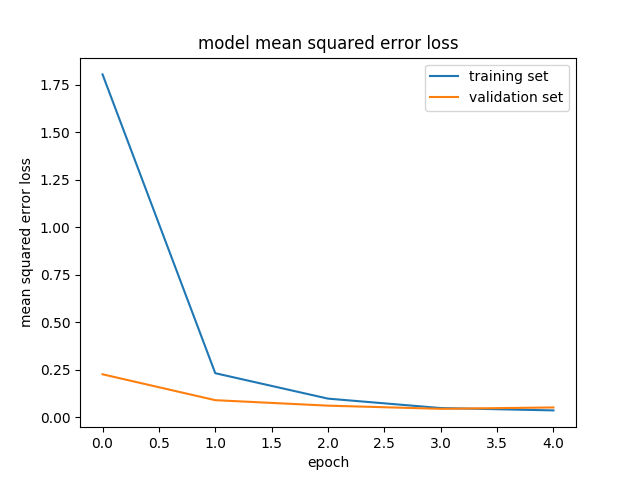 model mean squared error loss
training set
validation set
mean squared error loss
1.75
1.50
1.25
1.00
0.75
0.50
0.25
0.00
0.0 0.5 1.0 1.5 2.0 2.5 3.0 3.5 4.0
epoch